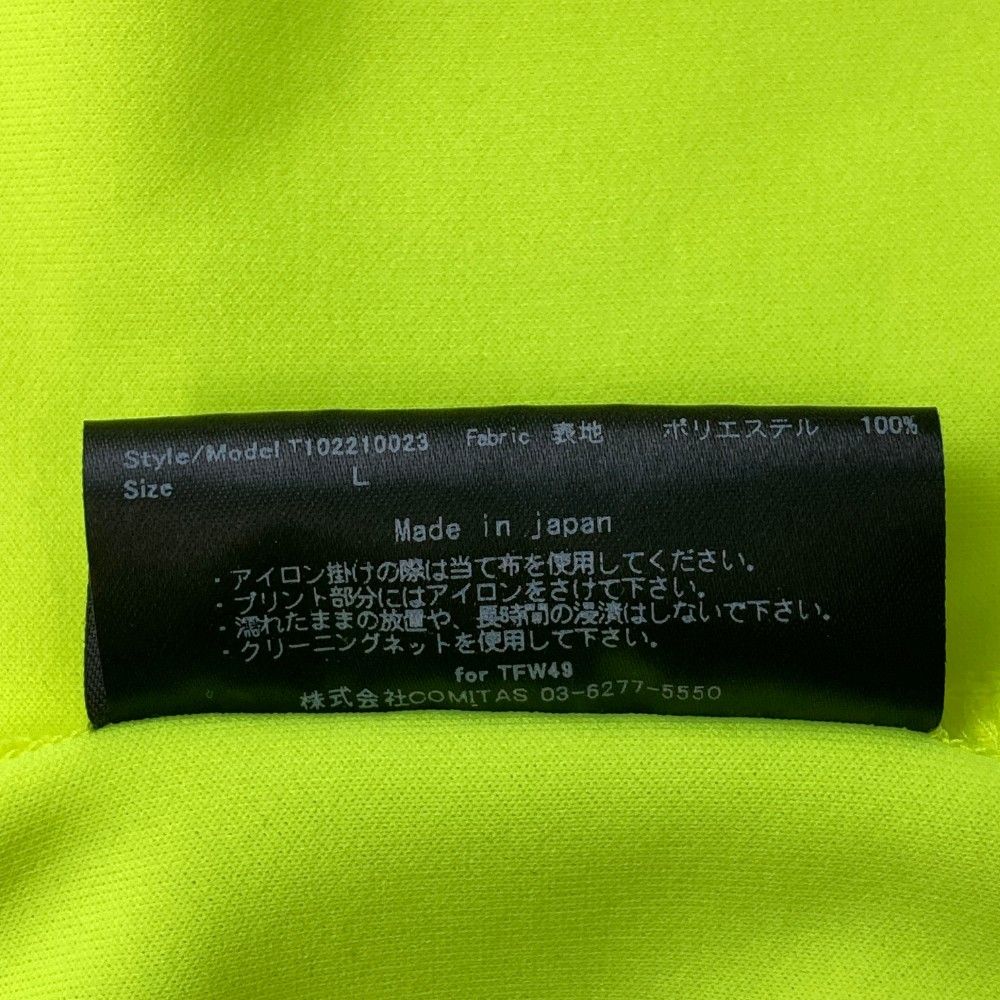 Style/Model T102210023 Fabric 表地 ポリエステル 100%
Size L
Made in japan
・アイロン掛けの際は当て布を使用してください。
・プリント部分にはアイロンをさけて下さい。
・濡れたままの放置や、長時間の浸漬はしないで下さい。
・クリーニングネットを使用して下さい。
for TFW49
株式会社COMITAS 03-6277-5550